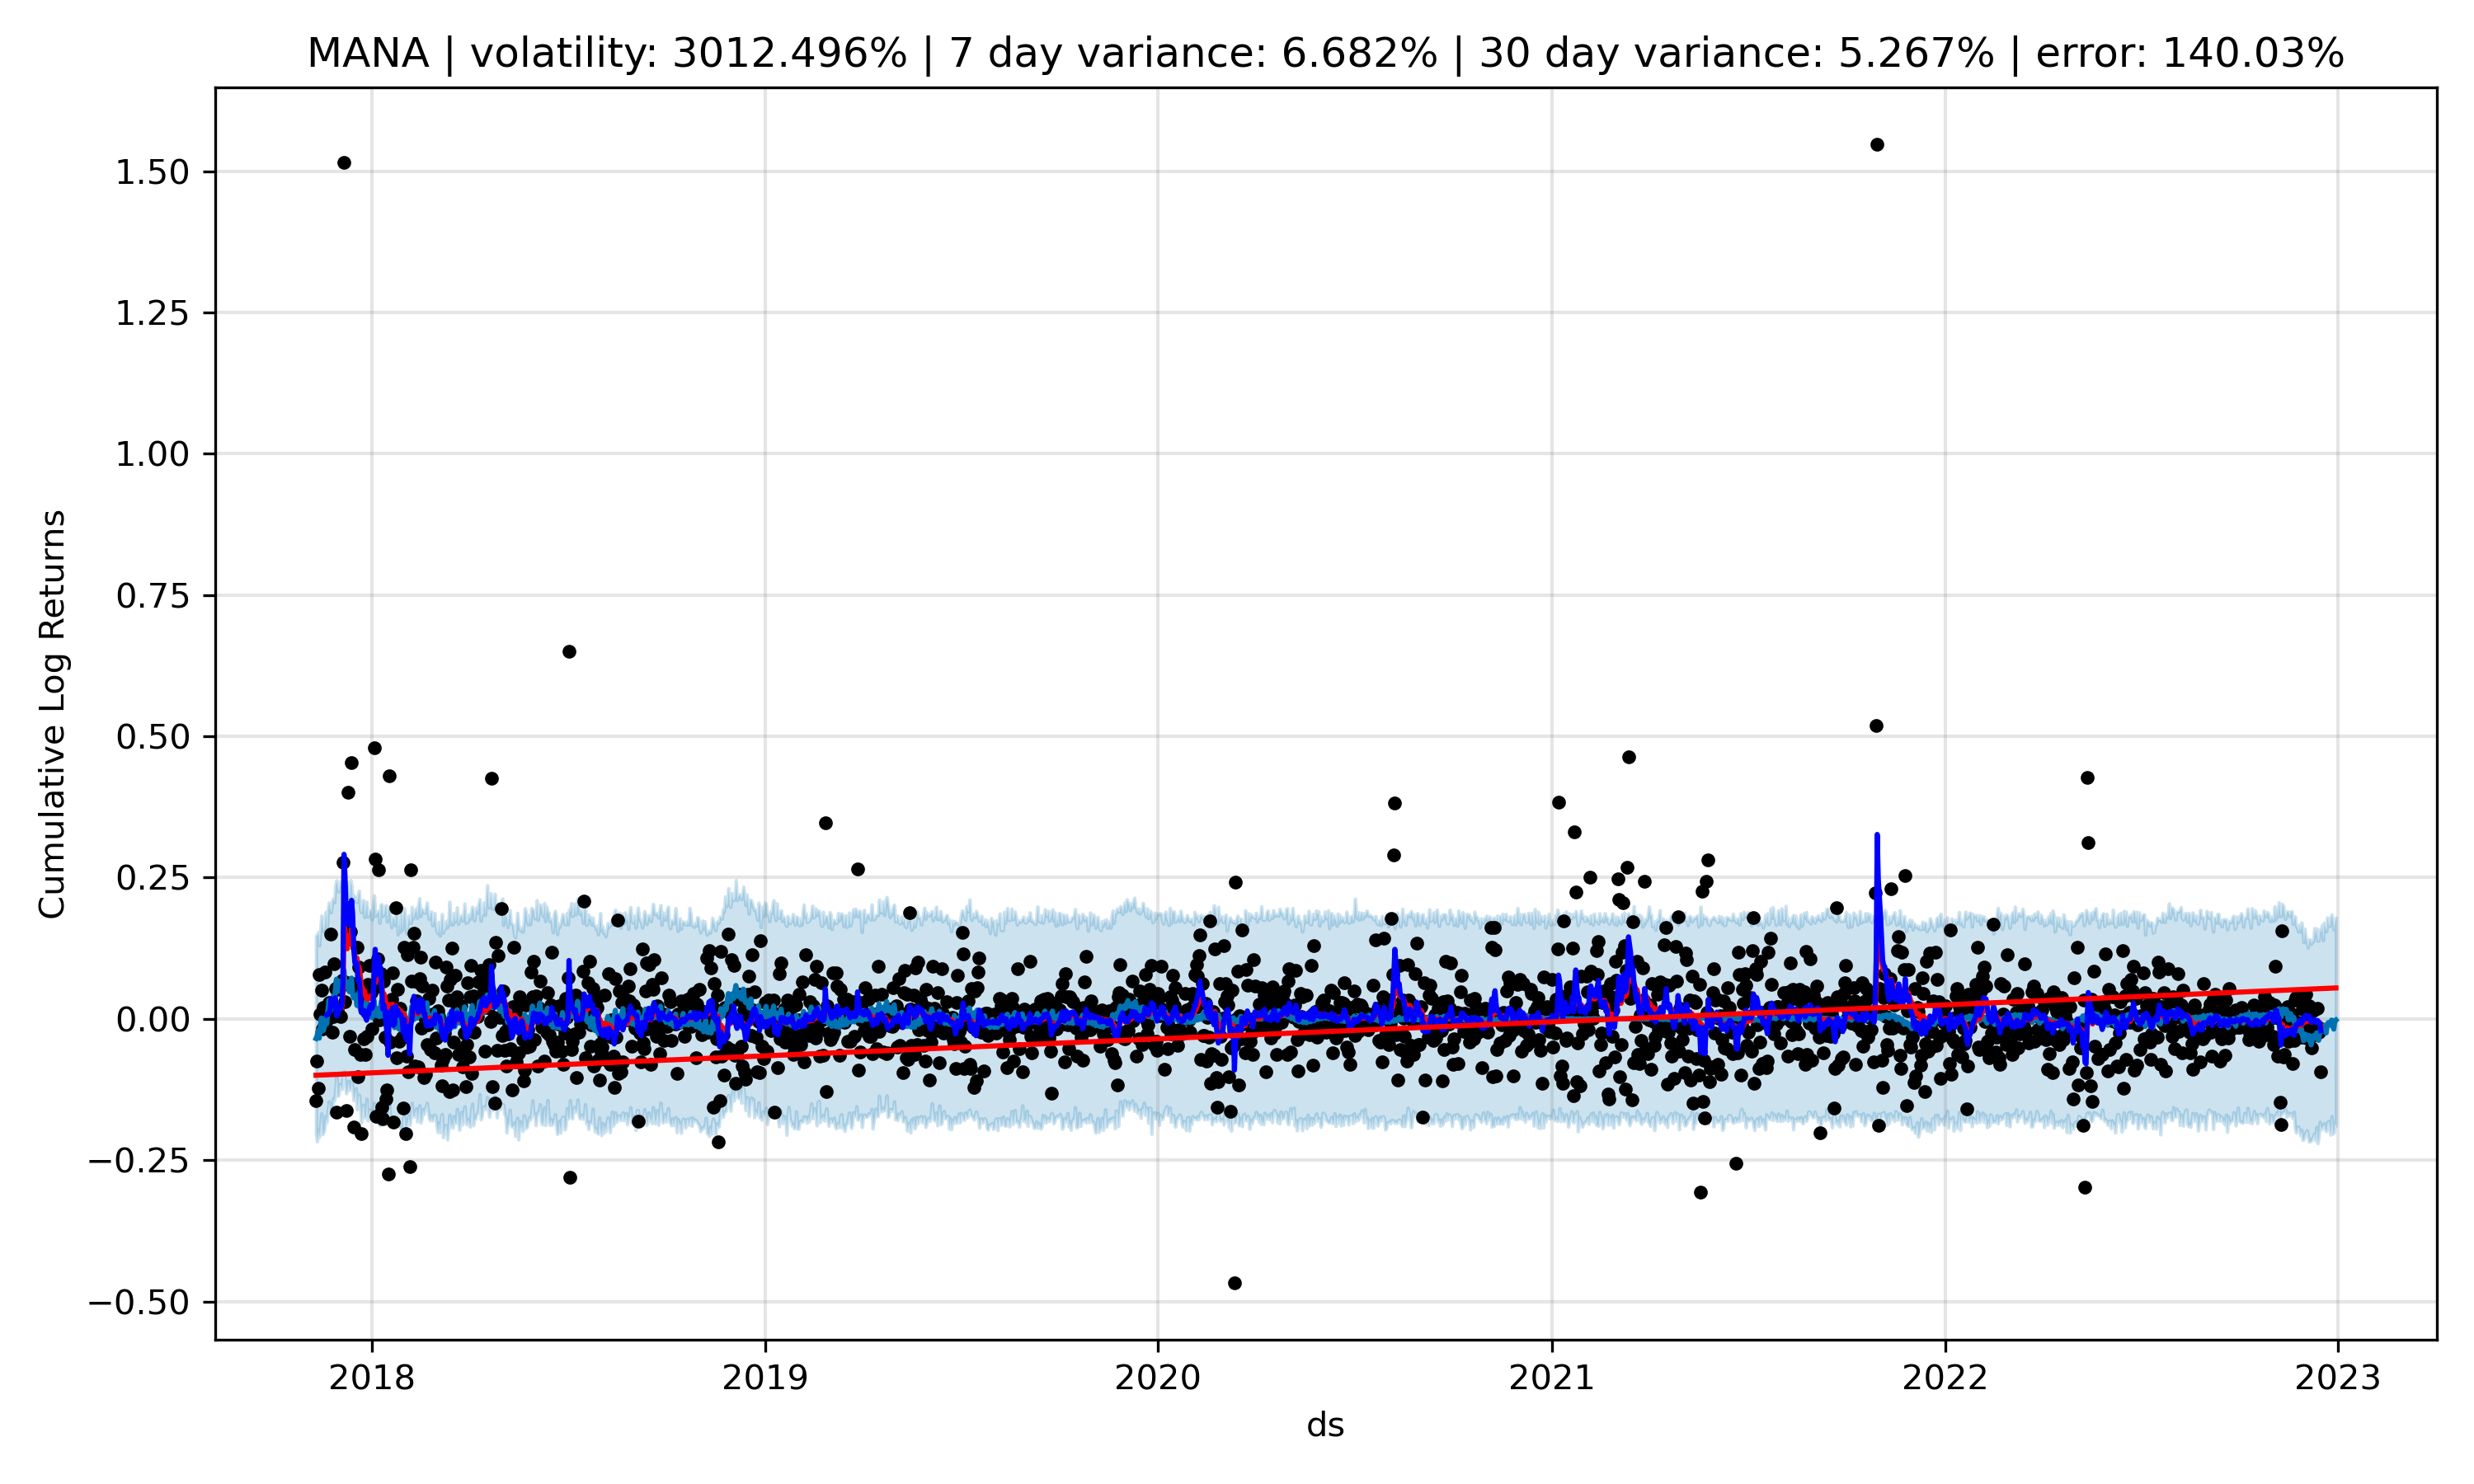 MANA | volatility: 3012.496% | 7 day variance: 6.682% | 30 day variance: 5.267% | error: 140.03%
Cumulative Log Returns
1.50
1.25
1.00
0.75
0.50
0.25
0.00
−0.25
−0.50
2018 2019 2020 2021 2022 2023
ds